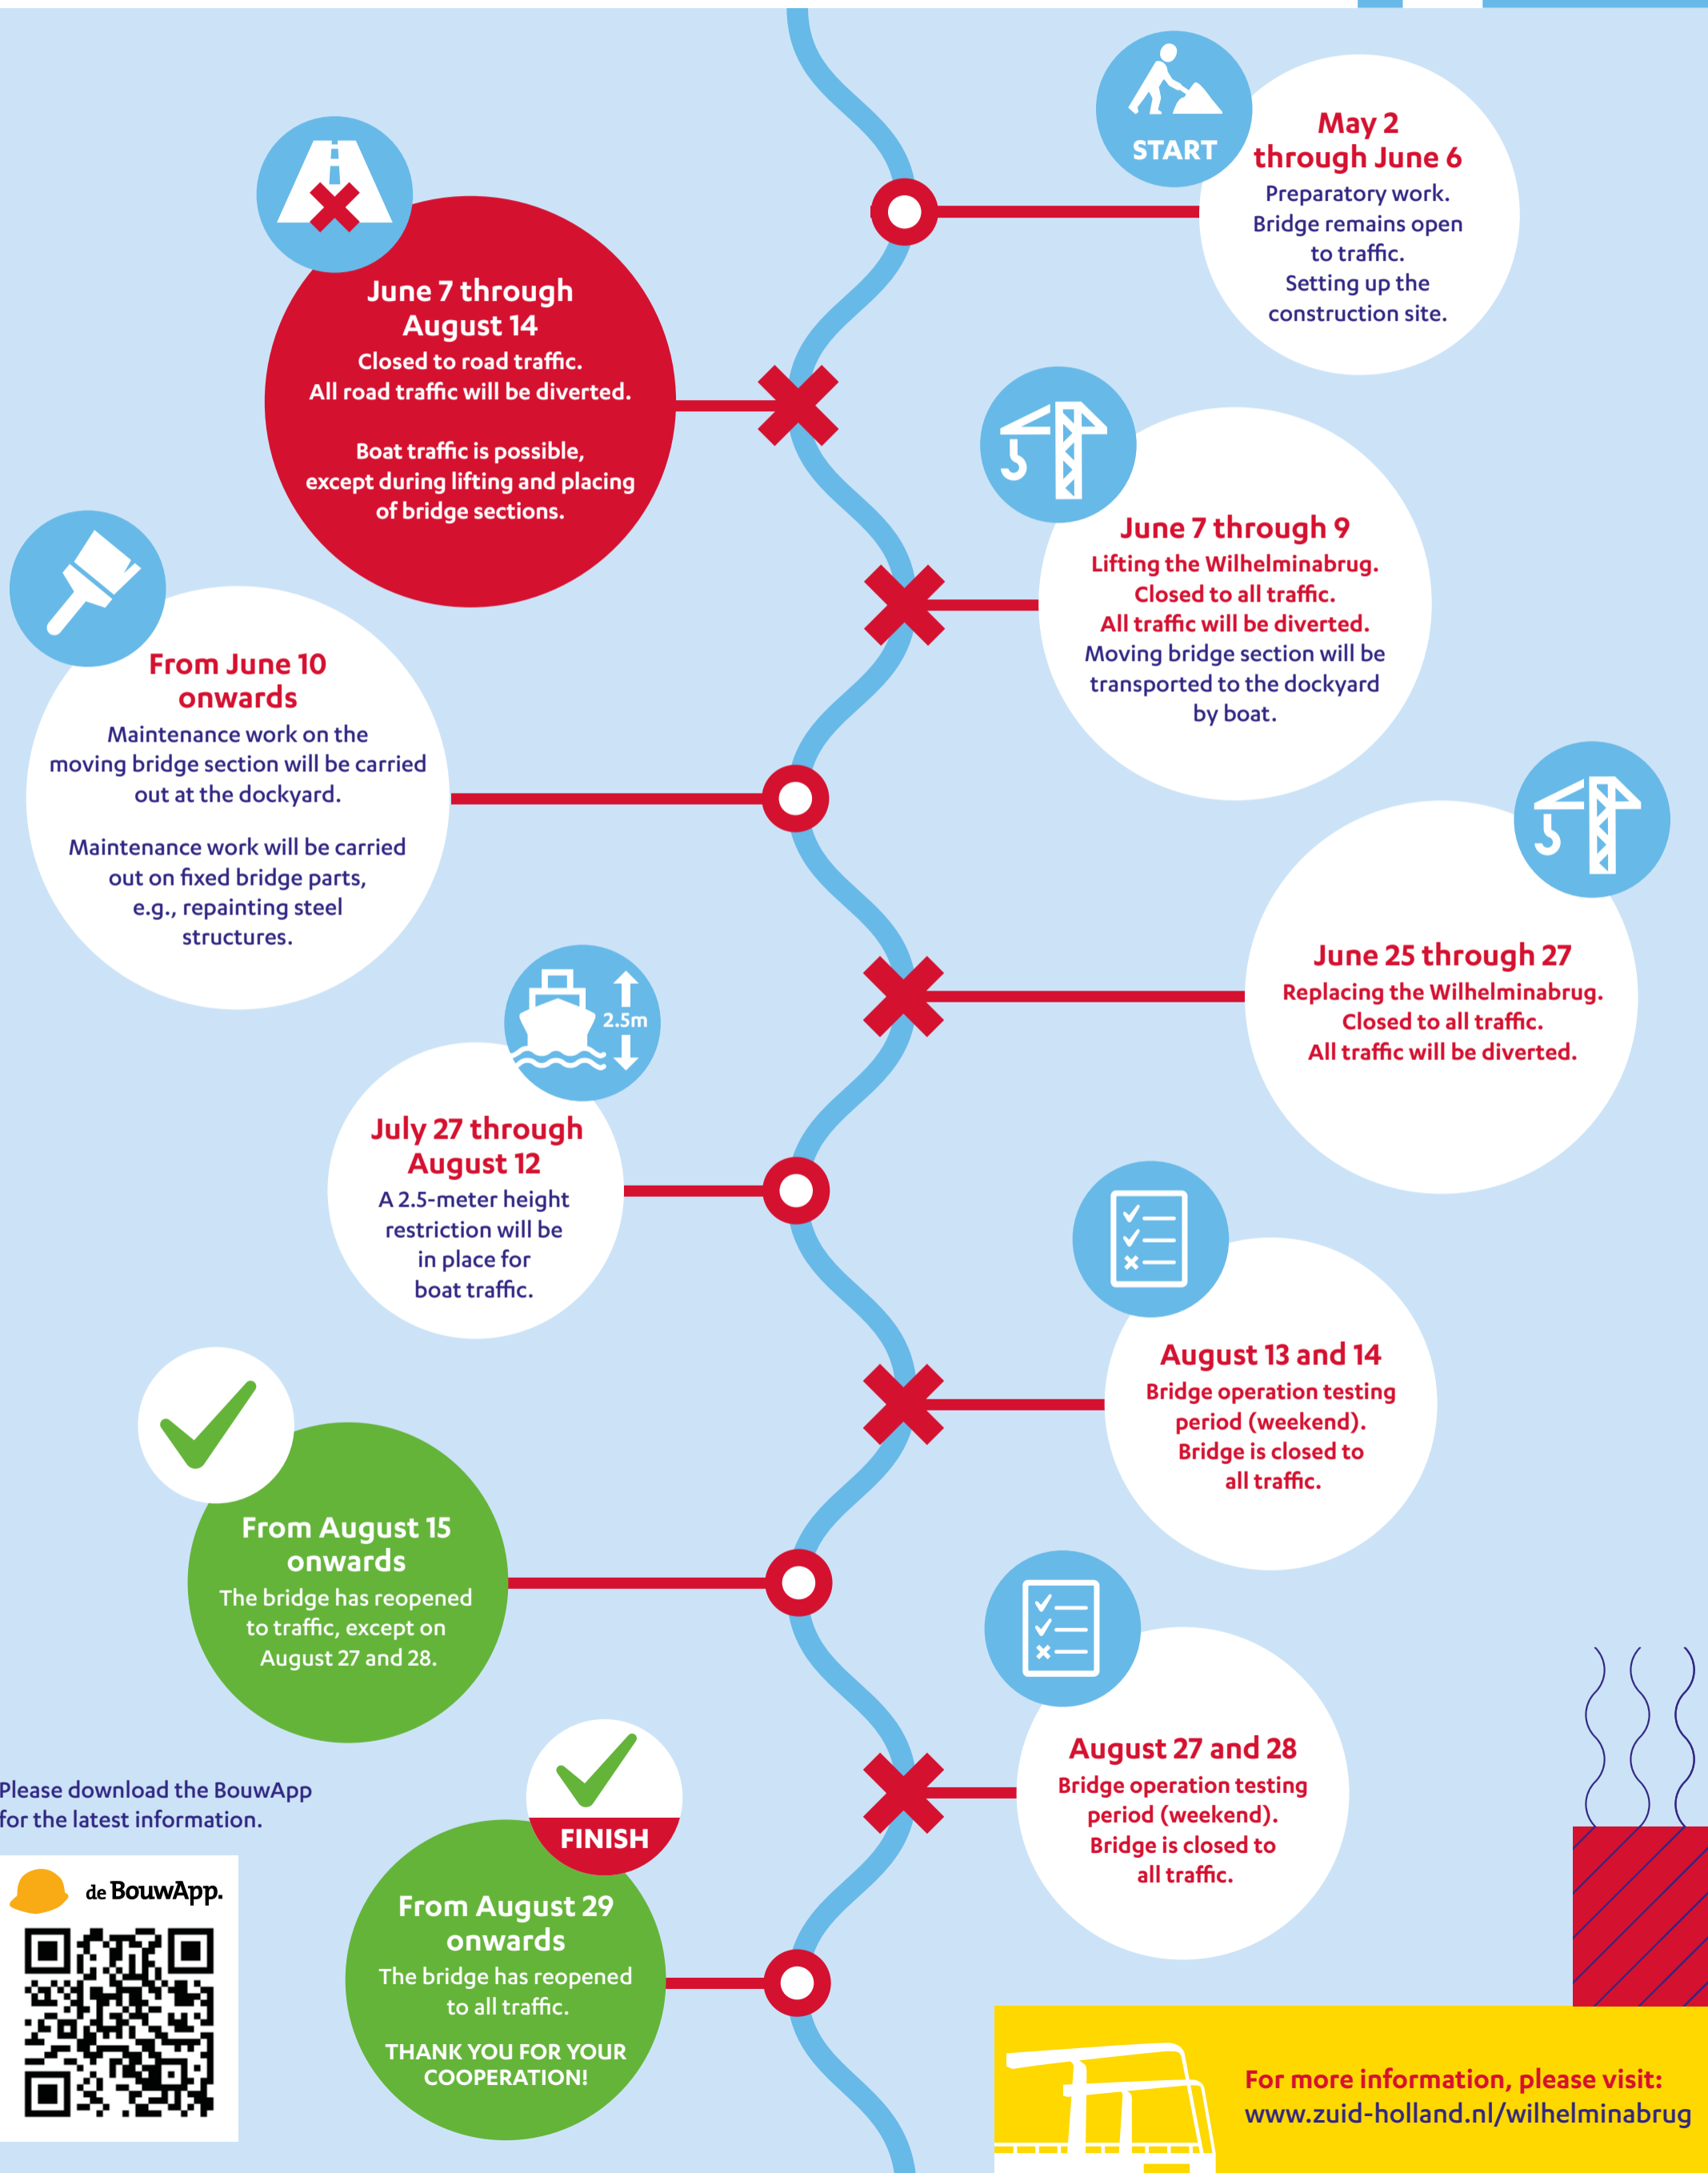 START
May 2
through June 6
Preparatory work.
Bridge remains open
to traffic.
Setting up the
construction site.
June 7 through
August 14
Closed to road traffic.
All road traffic will be diverted.
Boat traffic is possible,
except during lifting and placing
of bridge sections.
June 7 through 9
Lifting the Wilhelminabrug.
Closed to all traffic.
All traffic will be diverted.
Moving bridge section will be
transported to the dockyard
by boat.
From June 10
onwards
Maintenance work on the
moving bridge section will be carried
out at the dockyard.
Maintenance work will be carried
out on fixed bridge parts,
e.g., repainting steel
structures.
June 25 through 27
Replacing the Wilhelminabrug.
Closed to all traffic.
All traffic will be diverted.
2.5m
July 27 through
August 12
A 2.5-meter height
restriction will be
in place for
boat traffic.
August 13 and 14
Bridge operation testing
period (weekend).
Bridge is closed to
all traffic.
From August 15
onwards
The bridge has reopened
to traffic, except on
August 27 and 28.
August 27 and 28
Bridge operation testing
period (weekend).
Bridge is closed to
all traffic.
FINISH
From August 29
onwards
The bridge has reopened
to all traffic.
THANK YOU FOR YOUR
COOPERATION!
Please download the BouwApp
for the latest information.
de BouwApp.
For more information, please visit:
www.zuid-holland.nl/wilhelminabrug